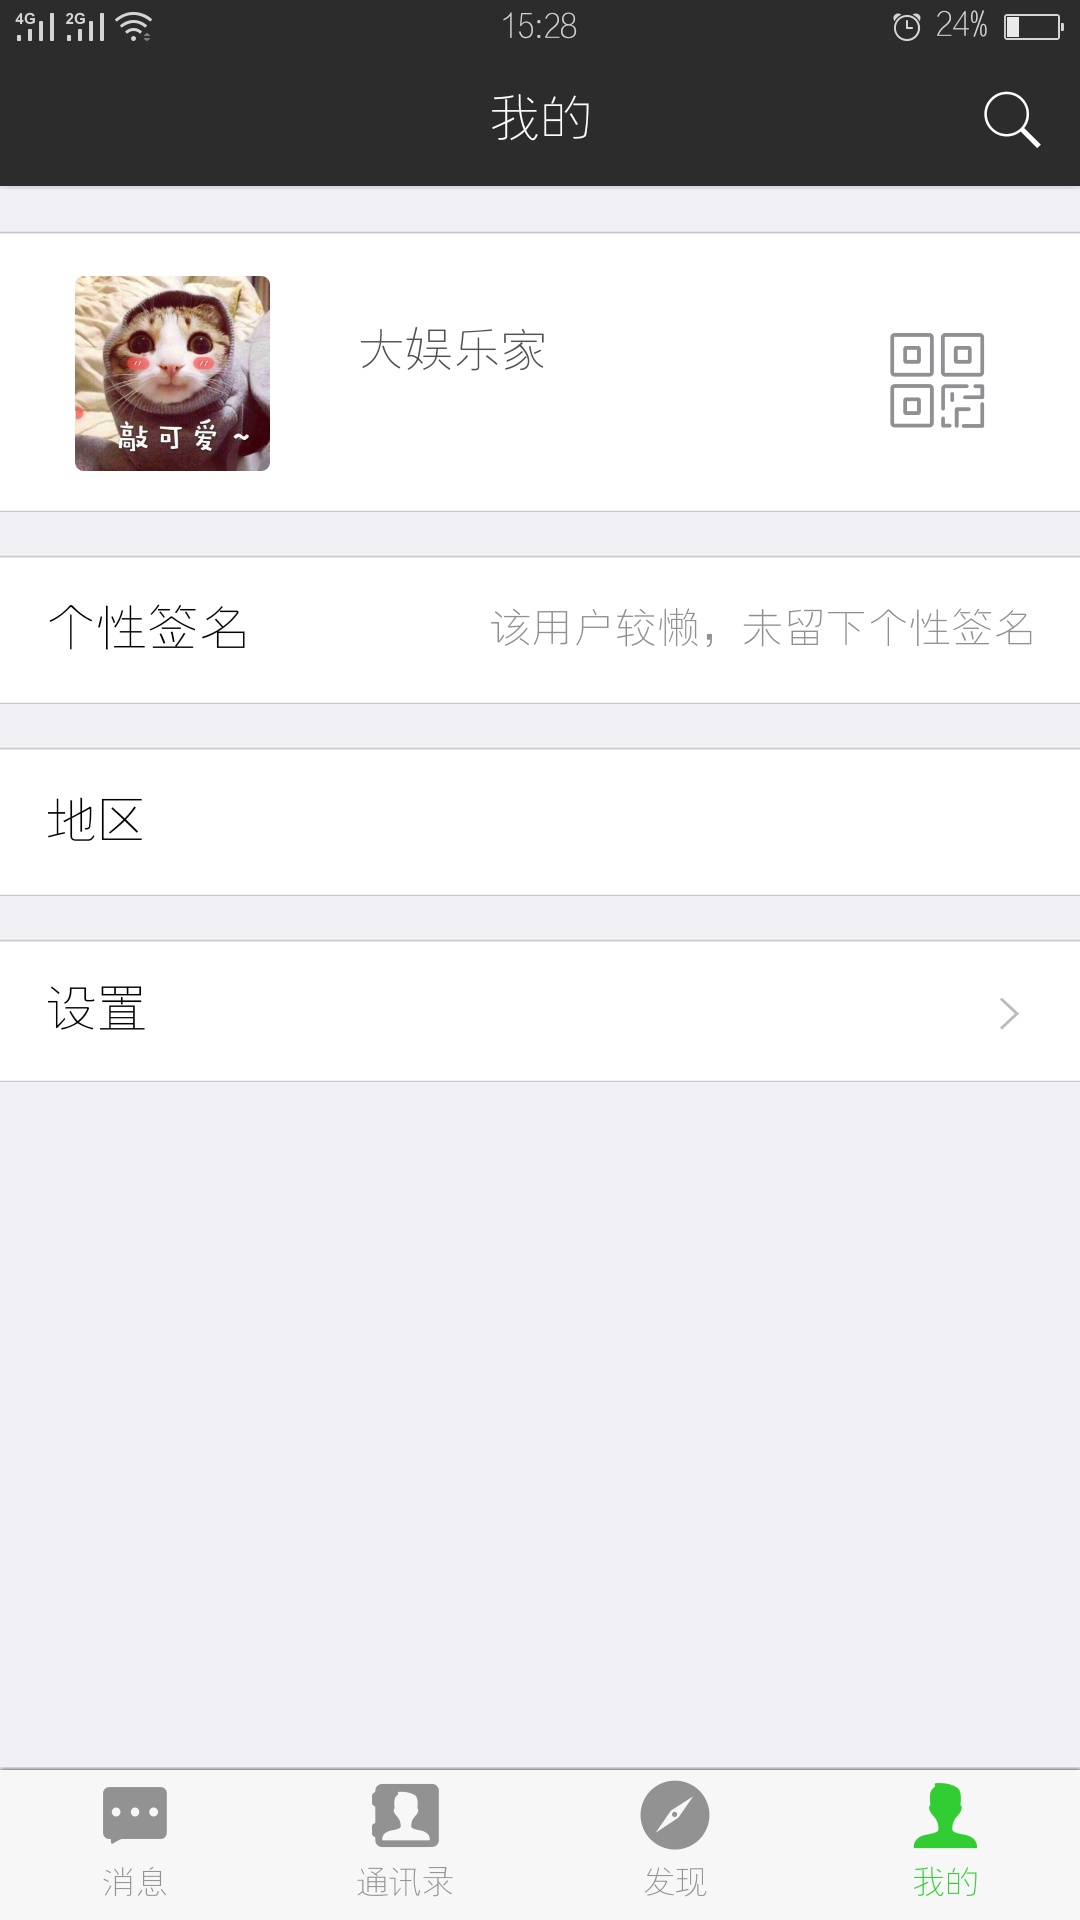 4G 2G 15:28 24%
我的
大娱乐家
敲可爱~
个性签名 该用户较懒，未留下个性签名
地区
设置
消息 通讯录 发现 我的